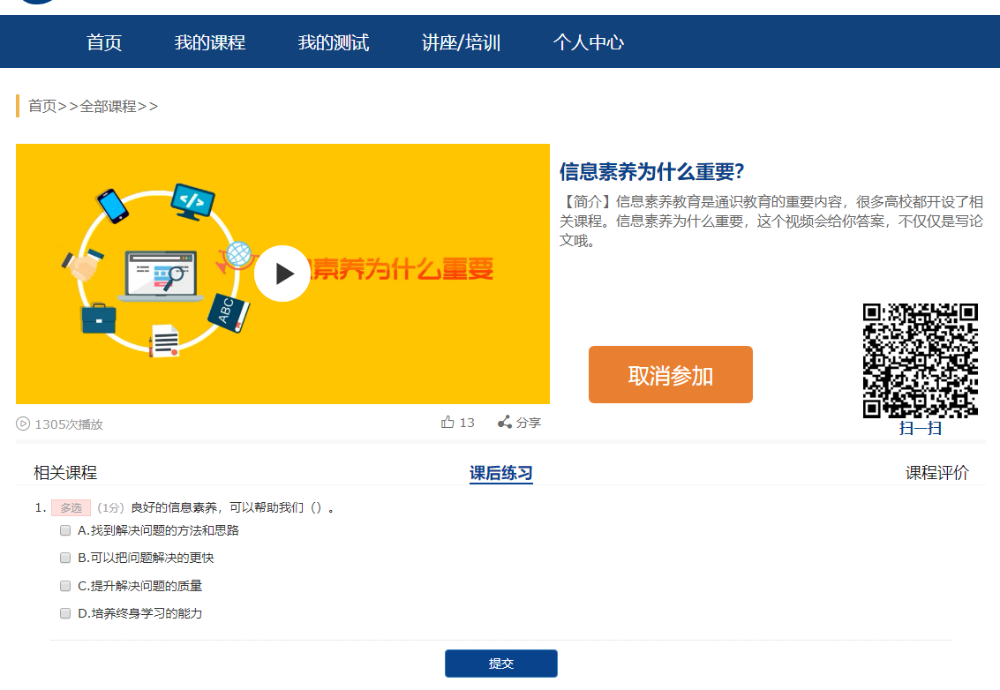 首页 我的课程 我的测试 讲座/培训 个人中心
首页>>全部课程>>
素养为什么重要
</>
ABC
信息素养为什么重要？
【简介】信息素养教育是通识教育的重要内容，很多高校都开设了相
关课程。信息素养为什么重要，这个视频会给你答案，不仅仅是写论
文哦。
取消参加
扫一扫
1305次播放 13 分享
相关课程 课后练习 课程评价
1. 多选 (1分) 良好的信息素养，可以帮助我们（）。
A.找到解决问题的方法和思路
B.可以把问题解决的更快
C.提升解决问题的质量
D.培养终身学习的能力
提交